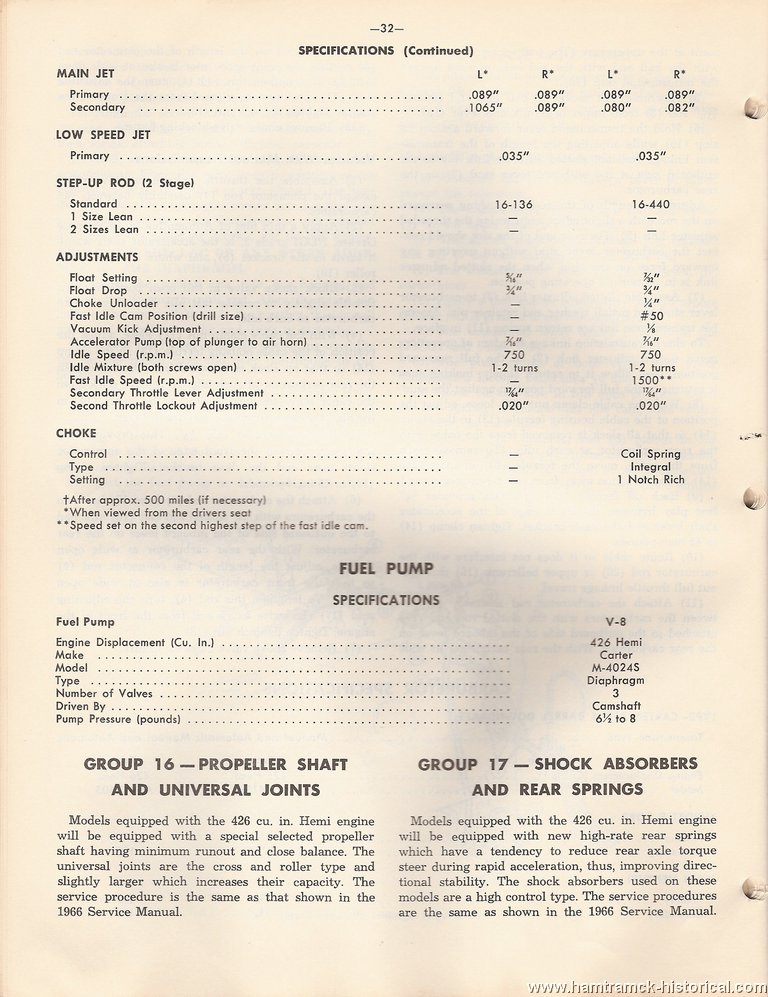 —32—
SPECIFICATIONS (Continued)
MAIN JET L* R* L* R*
Primary .089″ .089″ .089″ .089″
Secondary .1065″ .089″ .080″ .082″
LOW SPEED JET
Primary .035″ .035″
STEP-UP ROD (2 Stage)
Standard 16-136 16-440
1 Size Lean — —
2 Sizes Lean — —
ADJUSTMENTS
Float Setting 5/16″ 7/32″
Float Drop 3/4″ 3/4″
Choke Unloader — 1/4″
Fast Idle Cam Position (drill size) — #50
Vacuum Kick Adjustment — 1/8
Accelerator Pump (top of plunger to air horn) 7/16″ 7/16″
Idle Speed (r.p.m.) 750 750
Idle Mixture (both screws open) 1-2 turns 1-2 turns
Fast Idle Speed (r.p.m.) — 1500**
Secondary Throttle Lever Adjustment 17/64″ 17/64″
Second Throttle Lockout Adjustment .020″ .020″
CHOKE
Control — Coil Spring
Type — Integral
Setting — 1 Notch Rich
†After approx. 500 miles (if necessary)
*When viewed from the drivers seat
**Speed set on the second highest step of the fast idle cam.
FUEL PUMP
SPECIFICATIONS
Fuel Pump V-8
Engine Displacement (Cu. In.) 426 Hemi
Make Carter
Model M-4024S
Type Diaphragm
Number of Valves 3
Driven By Camshaft
Pump Pressure (pounds) 6½ to 8
GROUP 16 — PROPELLER SHAFT
AND UNIVERSAL JOINTS
Models equipped with the 426 cu. in. Hemi engine
will be equipped with a special selected propeller
shaft having minimum runout and close balance. The
universal joints are the cross and roller type and
slightly larger which increases their capacity. The
service procedure is the same as that shown in the
1966 Service Manual.
GROUP 17 — SHOCK ABSORBERS
AND REAR SPRINGS
Models equipped with the 426 cu. in. Hemi engine
will be equipped with new high-rate rear springs
which have a tendency to reduce rear axle torque
steer during rapid acceleration, thus, improving direc-
tional stability. The shock absorbers used on these
models are a high control type. The service procedures
are the same as shown in the 1966 Service Manual.
www.hamtramck-historical.com